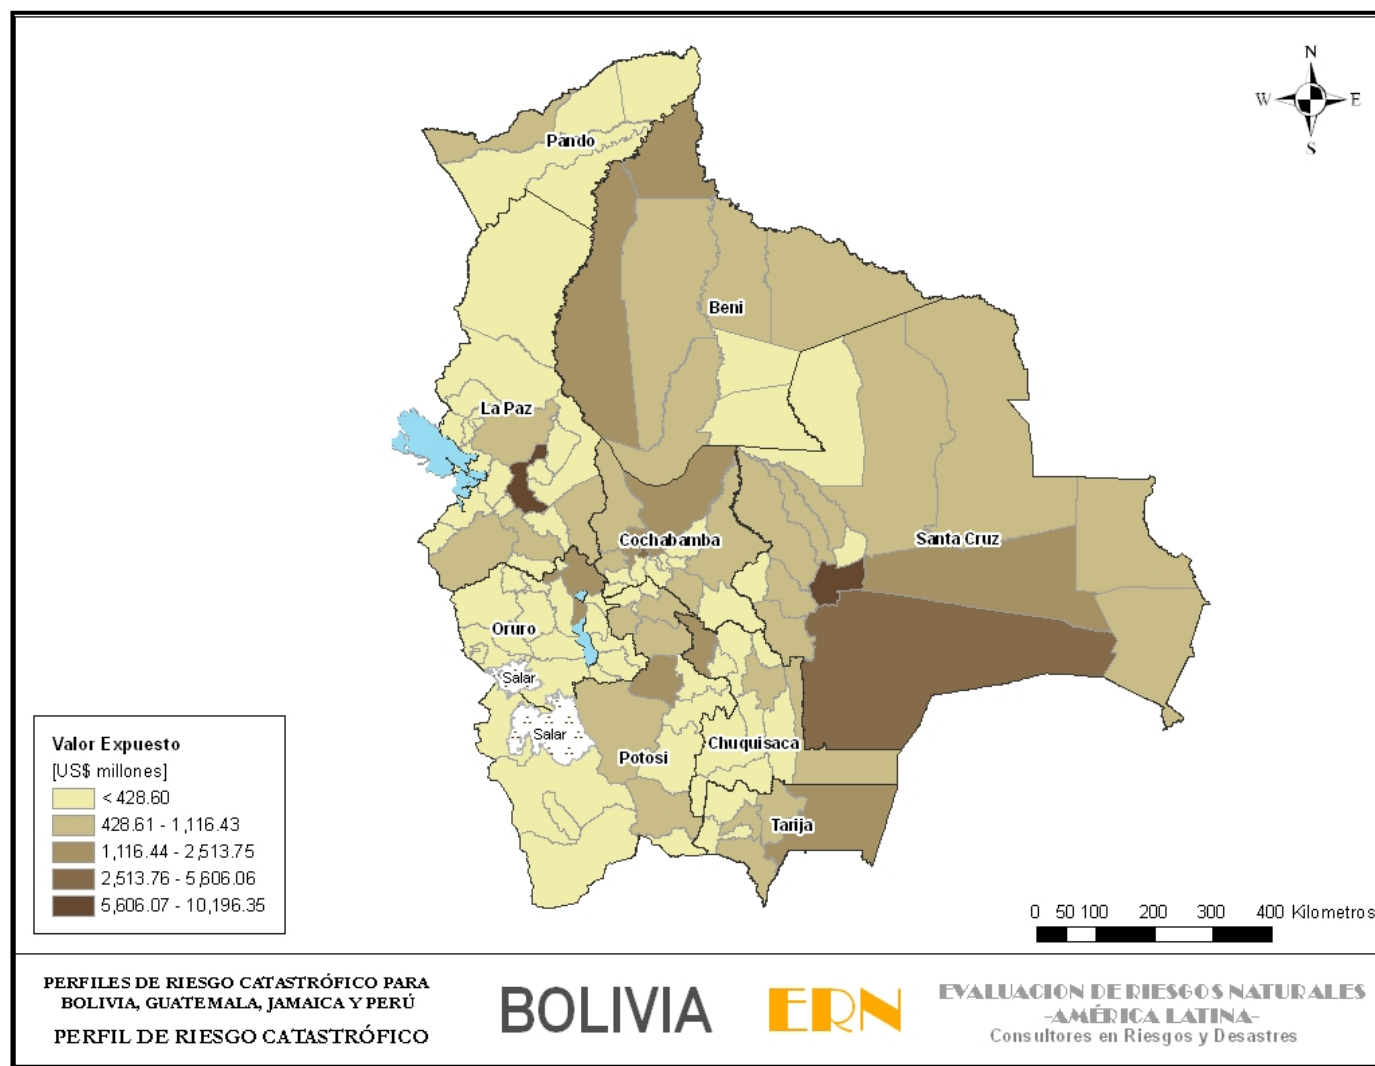 N
W E
S
Pando
Beni
La Paz
Cochabamba
Santa Cruz
Oruro
Salar
Salar
Potosi
Chuquisaca
Tarija
Valor Expuesto
[US$ millones]
< 428.60
428.61 - 1,116.43
1,116.44 - 2,513.75
2,513.76 - 5,606.06
5,606.07 - 10,196.35
0 50 100 200 300 400 Kilometros
PERFILES DE RIESGO CATASTRÓFICO PARA
BOLIVIA, GUATEMALA, JAMAICA Y PERÚ
PERFIL DE RIESGO CATASTRÓFICO
BOLIVIA
ERN
EVALUACION DE RIESGOS NATURALES
-AMÉRICA LATINA-
Consultores en Riesgos y Desastres